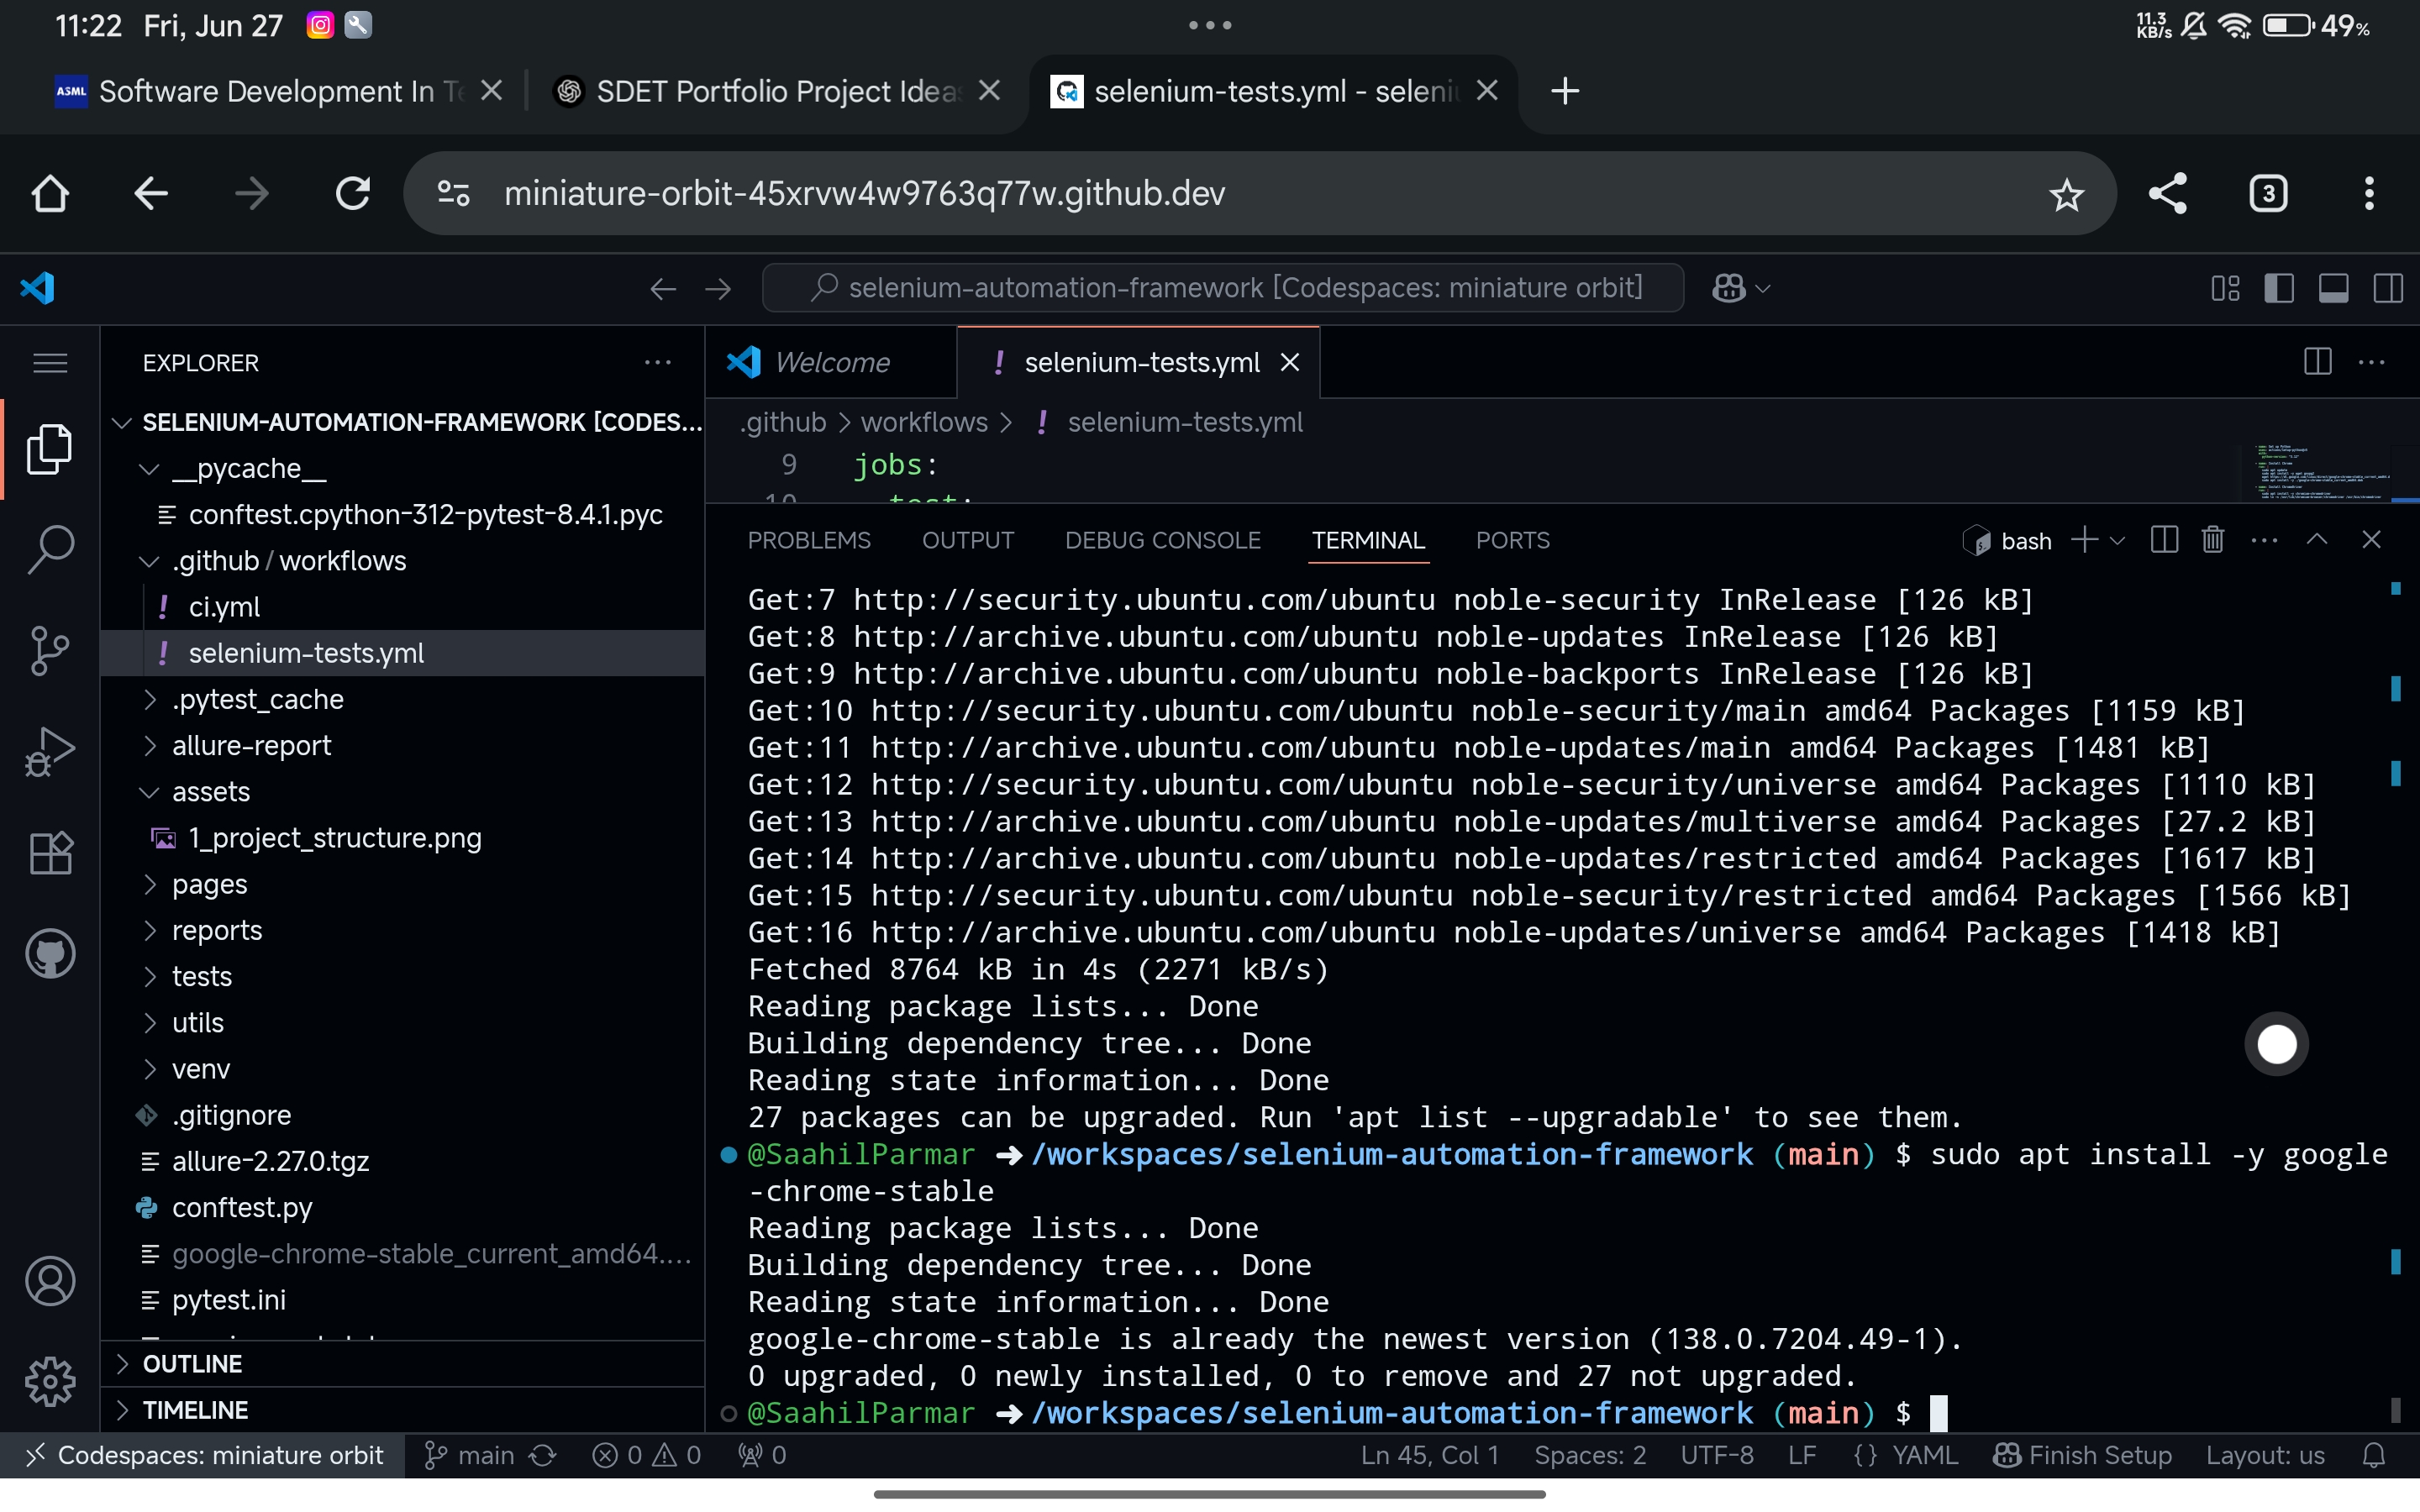 11:22 Fri, Jun 27
11.3 KB/s 49%
ASML Software Development In Te
SDET Portfolio Project Ideas
selenium-tests.yml - seleniu
miniature-orbit-45xrvw4w9763q77w.github.dev
3
selenium-automation-framework [Codespaces: miniature orbit]
EXPLORER
SELENIUM-AUTOMATION-FRAMEWORK [CODES...
__pycache__
conftest.cpython-312-pytest-8.4.1.pyc
.github / workflows
! ci.yml
! selenium-tests.yml
.pytest_cache
allure-report
assets
1_project_structure.png
pages
reports
tests
utils
venv
.gitignore
allure-2.27.0.tgz
conftest.py
google-chrome-stable_current_amd64....
pytest.ini
OUTLINE
TIMELINE
Welcome
! selenium-tests.yml
.github > workflows > ! selenium-tests.yml
9 jobs:
10 test:
PROBLEMS OUTPUT DEBUG CONSOLE TERMINAL PORTS
bash
Get:7 http://security.ubuntu.com/ubuntu noble-security InRelease [126 kB]
Get:8 http://archive.ubuntu.com/ubuntu noble-updates InRelease [126 kB]
Get:9 http://archive.ubuntu.com/ubuntu noble-backports InRelease [126 kB]
Get:10 http://security.ubuntu.com/ubuntu noble-security/main amd64 Packages [1159 kB]
Get:11 http://archive.ubuntu.com/ubuntu noble-updates/main amd64 Packages [1481 kB]
Get:12 http://security.ubuntu.com/ubuntu noble-security/universe amd64 Packages [1110 kB]
Get:13 http://archive.ubuntu.com/ubuntu noble-updates/multiverse amd64 Packages [27.2 kB]
Get:14 http://archive.ubuntu.com/ubuntu noble-updates/restricted amd64 Packages [1617 kB]
Get:15 http://security.ubuntu.com/ubuntu noble-security/restricted amd64 Packages [1566 kB]
Get:16 http://archive.ubuntu.com/ubuntu noble-updates/universe amd64 Packages [1418 kB]
Fetched 8764 kB in 4s (2271 kB/s)
Reading package lists... Done
Building dependency tree... Done
Reading state information... Done
27 packages can be upgraded. Run 'apt list --upgradable' to see them.
@SaahilParmar ➜ /workspaces/selenium-automation-framework (main) $ sudo apt install -y google
-chrome-stable
Reading package lists... Done
Building dependency tree... Done
Reading state information... Done
google-chrome-stable is already the newest version (138.0.7204.49-1).
0 upgraded, 0 newly installed, 0 to remove and 27 not upgraded.
@SaahilParmar ➜ /workspaces/selenium-automation-framework (main) $
Codespaces: miniature orbit main 0 0 0 Ln 45, Col 1 Spaces: 2 UTF-8 LF {} YAML Finish Setup Layout: us